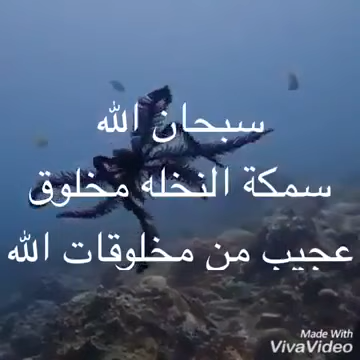 سبحان الله
سمكة النخله مخلوق
عجيب من مخلوقات الله
Made With
VivaVideo